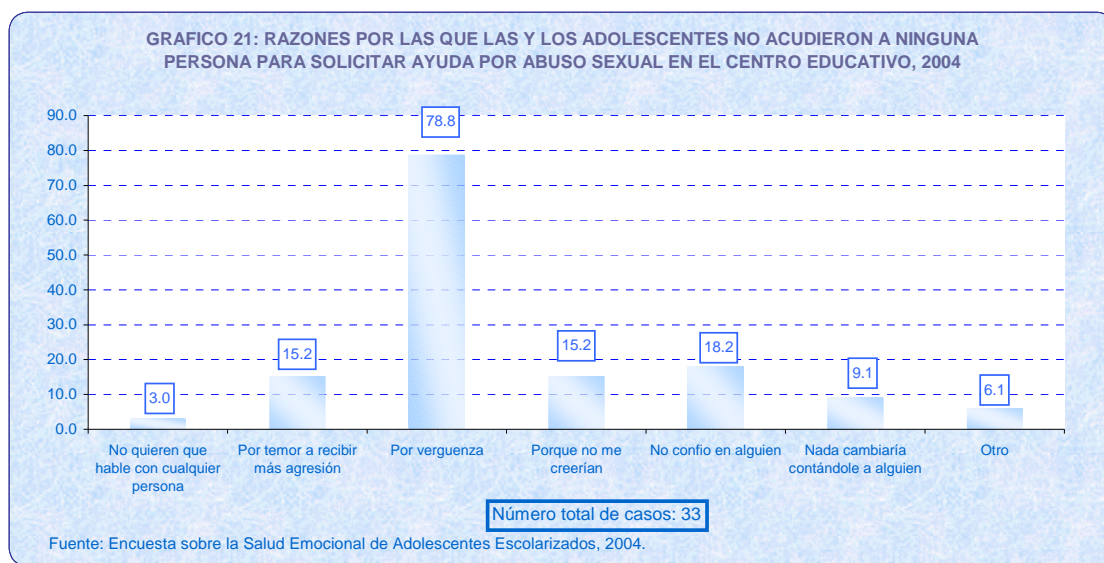 GRAFICO 21: RAZONES POR LAS QUE LAS Y LOS ADOLESCENTES NO ACUDIERON A NINGUNA
PERSONA PARA SOLICITAR AYUDA POR ABUSO SEXUAL EN EL CENTRO EDUCATIVO, 2004
90.0
80.0
70.0
60.0
50.0
40.0
30.0
20.0
10.0
0.0
3.0
15.2
78.8
15.2
18.2
9.1
6.1
No quieren que
hable con cualquier
persona
Por temor a recibir
más agresión
Por verguenza
Porque no me
creerían
No confio en alguien
Nada cambiaría
contándole a alguien
Otro
Número total de casos: 33
Fuente: Encuesta sobre la Salud Emocional de Adolescentes Escolarizados, 2004.